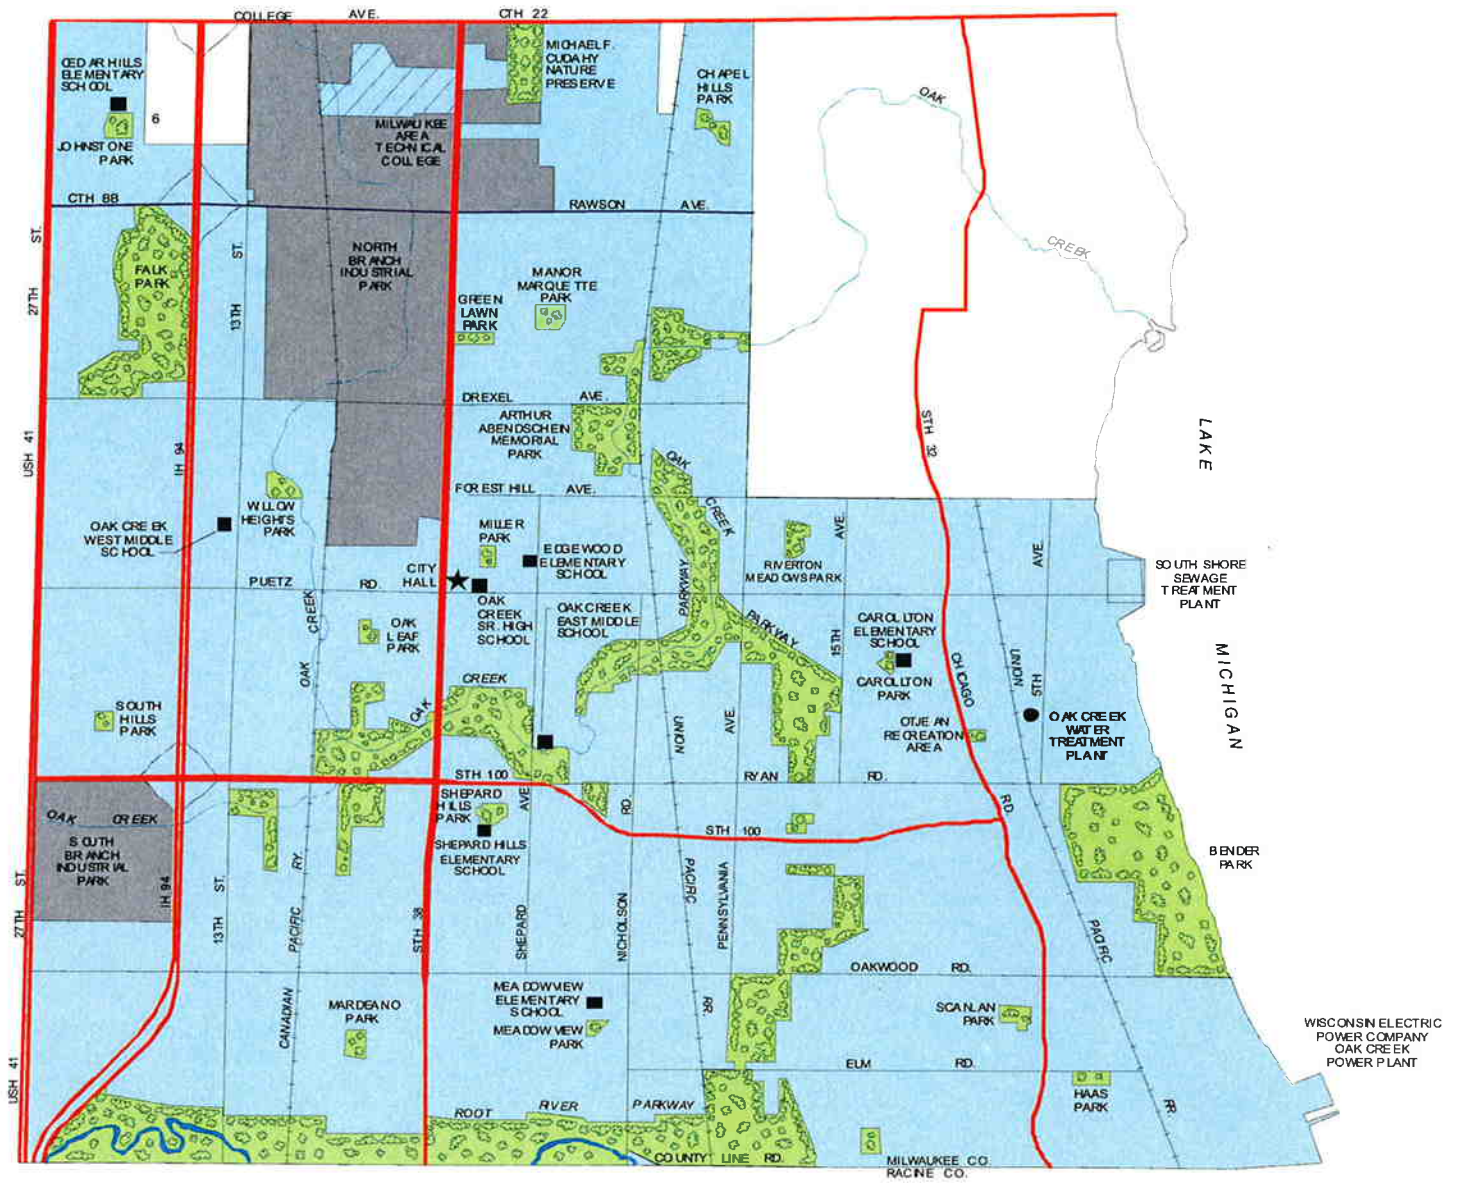 COLLEGE AVE. CTH 22
CEDAR HILLS
ELEMENTARY
SCHOOL
MICHAEL F.
CUDAHY
NATURE
PRESERVE
CHAPEL
HILLS
PARK
OAK
6
JOHNSTONE
PARK
MILWAUKEE
AREA
TECHNICAL
COLLEGE
CTH BB
RAWSON AVE.
27TH ST.
13TH ST.
FALK
PARK
NORTH
BRANCH
INDUSTRIAL
PARK
MANOR
MARQUETTE
PARK
GREEN
LAWN
PARK
CREEK
DREXEL AVE.
ARTHUR
ABENDSCHEIN
MEMORIAL
PARK
USH 41
IH 94
STH 32
LAKE
MICHIGAN
OAK
CREEK
PARKWAY
FOREST HILL AVE.
WILLOW
HEIGHTS
PARK
OAK CREEK
WEST MIDDLE
SCHOOL
MILLER
PARK
EDGEWOOD
ELEMENTARY
SCHOOL
RIVERTON
MEADOWS PARK
15TH AVE.
5TH AVE.
SOUTH SHORE
SEWAGE
TREATMENT
PLANT
PUETZ RD.
CITY
HALL
OAK
CREEK
SR. HIGH
SCHOOL
OAK CREEK
EAST MIDDLE
SCHOOL
PARKWAY
CARROLLTON
ELEMENTARY
SCHOOL
CARROLLTON
PARK
OAK CREEK
OAK
LEAF
PARK
OAK CREEK
SOUTH
HILLS
PARK
UNION
AVE.
CHICAGO
RD.
UNION
OTJEAN
RECREATION
AREA
OAK CREEK
WATER
TREATMENT
PLANT
STH 100
RYAN RD.
OAK CREEK
SOUTH
BRANCH
INDUSTRIAL
PARK
SHEPARD
HILLS
PARK
SHEPARD HILLS
ELEMENTARY
SCHOOL
STH 100
BENDER
PARK
27TH ST.
IH 94
13TH ST.
CANADIAN PACIFIC RY.
STH 38
SHEPARD AVE.
NICHOLSON RD.
PACIFIC RR.
PENNSYLVANIA
PACIFIC
RR
OAKWOOD RD.
MARDEANO
PARK
MEADOWVIEW
ELEMENTARY
SCHOOL
MEADOWVIEW
PARK
SCANLAN
PARK
WISCONSIN ELECTRIC
POWER COMPANY
OAK CREEK
POWER PLANT
ELM RD.
HAAS
PARK
USH 41
ROOT RIVER PARKWAY
COUNTY LINE RD.
MILWAUKEE CO.
RACINE CO.